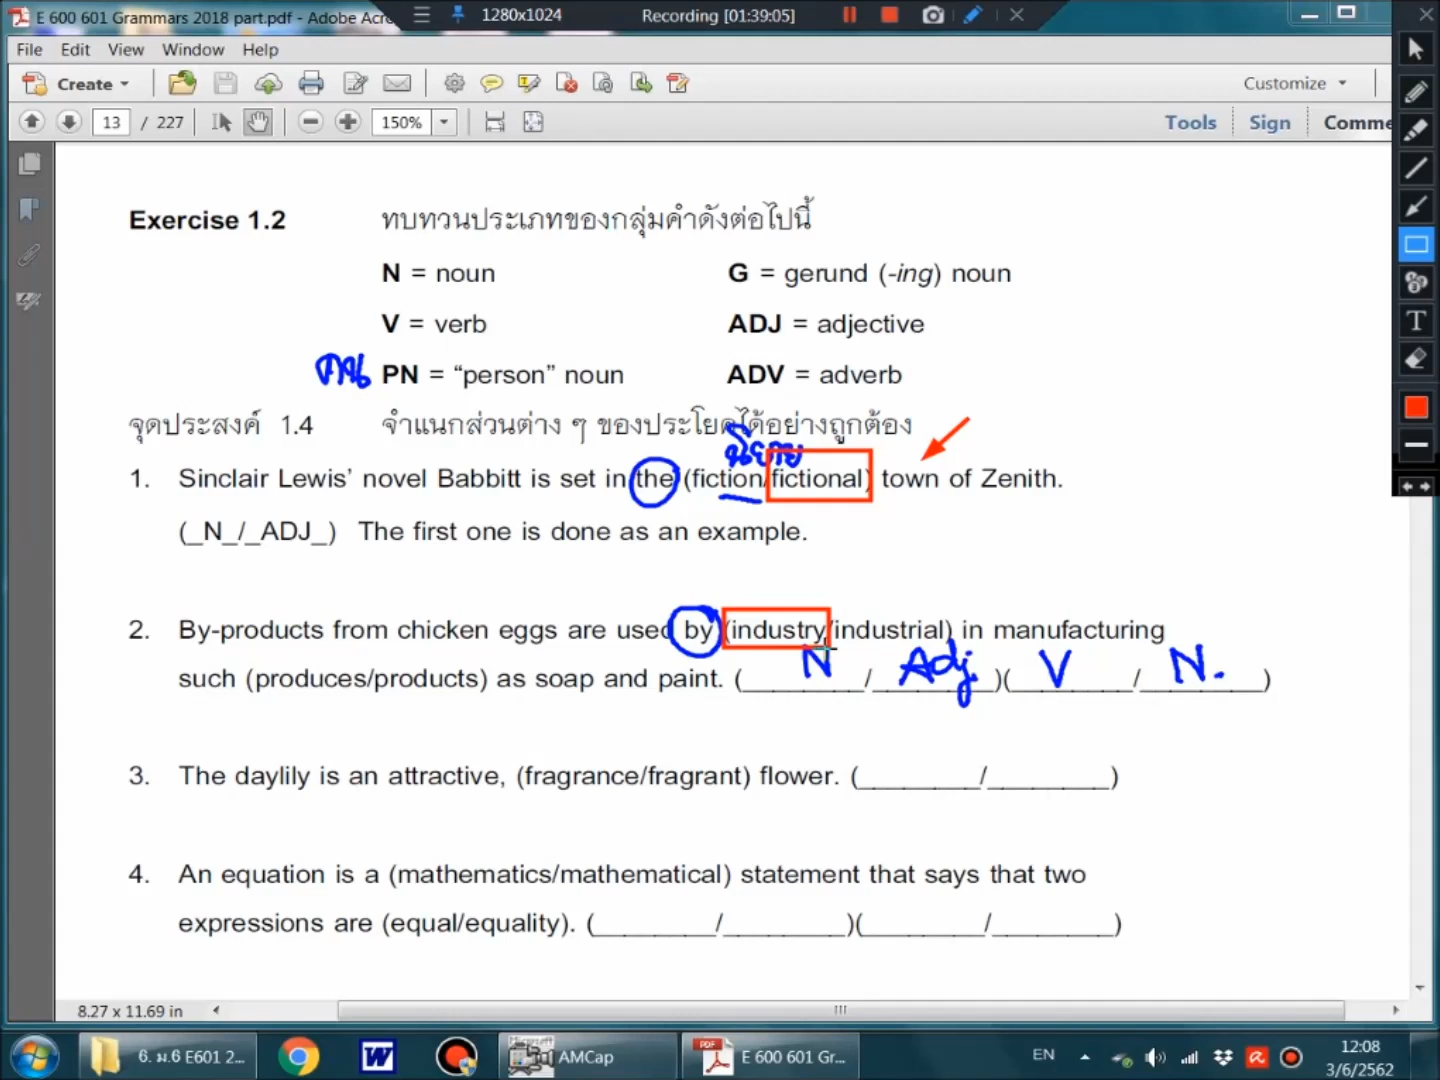 E 600 601 Grammars 2018 part.pdf - Adobe Acro
1280x1024
Recording [01:39:05]
File Edit View Window Help
Create
Customize
13 / 227
150%
Tools Sign Comme
Exercise 1.2 ทบทวนประเภทของกลุ่มคำดังต่อไปนี้
N = noun G = gerund (-ing) noun
V = verb ADJ = adjective
คน PN = “person” noun ADV = adverb
จุดประสงค์ 1.4 จำแนกส่วนต่าง ๆ ของประโยคได้อย่างถูกต้อง
นิยาย
1. Sinclair Lewis’ novel Babbitt is set in the (fiction/fictional) town of Zenith.
(_N_/_ADJ_) The first one is done as an example.
2. By-products from chicken eggs are used by (industry/industrial) in manufacturing
N Adj. V N.
such (produces/products) as soap and paint. (________/________)(________/________)
3. The daylily is an attractive, (fragrance/fragrant) flower. (________/________)
4. An equation is a (mathematics/mathematical) statement that says that two
expressions are (equal/equality). (________/________)(________/________)
8.27 x 11.69 in
6. ม.6 E601 2...
AMCap
E 600 601 Gr...
EN
12:08
3/6/2562